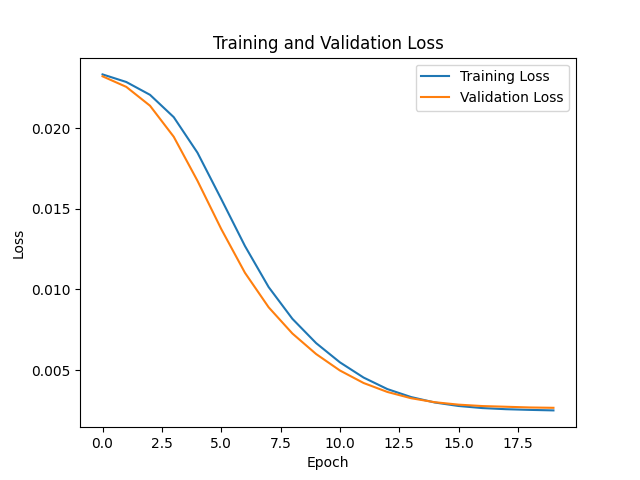 Training and Validation Loss
Training Loss
Validation Loss
0.020
0.015
0.010
0.005
Loss
0.0 2.5 5.0 7.5 10.0 12.5 15.0 17.5
Epoch